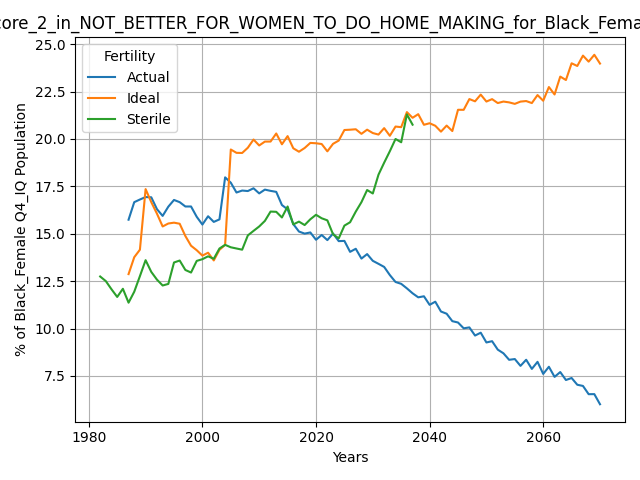 core_2_in_NOT_BETTER_FOR_WOMEN_TO_DO_HOME_MAKING_for_Black_Fema
Fertility
Actual
Ideal
Sterile
25.0
22.5
20.0
17.5
15.0
12.5
10.0
7.5
% of Black_Female Q4_IQ Population
1980
2000
2020
2040
2060
Years